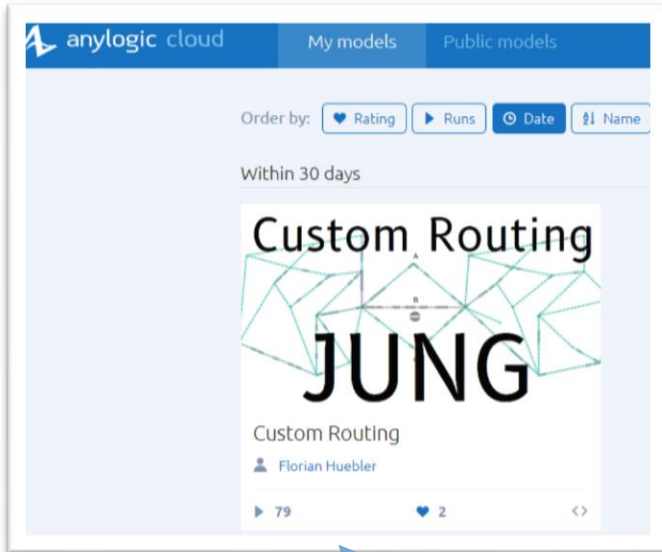 anylogic cloud My models Public models
Order by: Rating Runs Date Name
Within 30 days
Custom Routing
A
B
JUNG
Custom Routing
Florian Huebler
79 2 <>